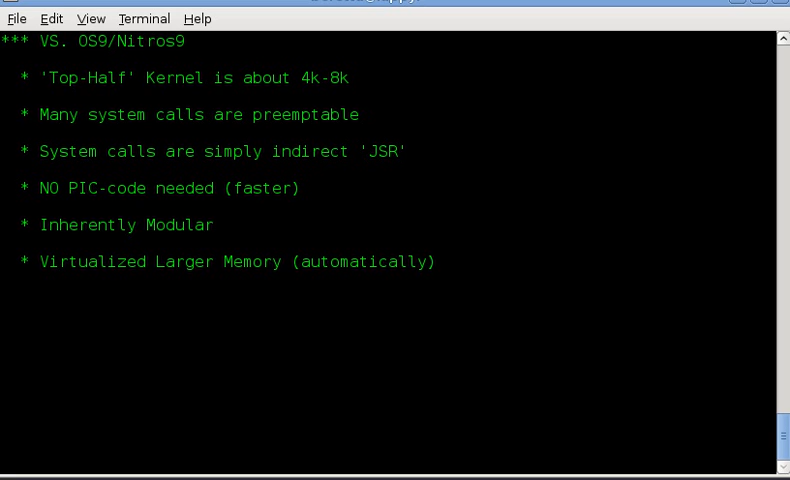 File Edit View Terminal Help
*** VS. OS9/Nitros9
* 'Top-Half' Kernel is about 4k-8k
* Many system calls are preemptable
* System calls are simply indirect 'JSR'
* NO PIC-code needed (faster)
* Inherently Modular
* Virtualized Larger Memory (automatically)